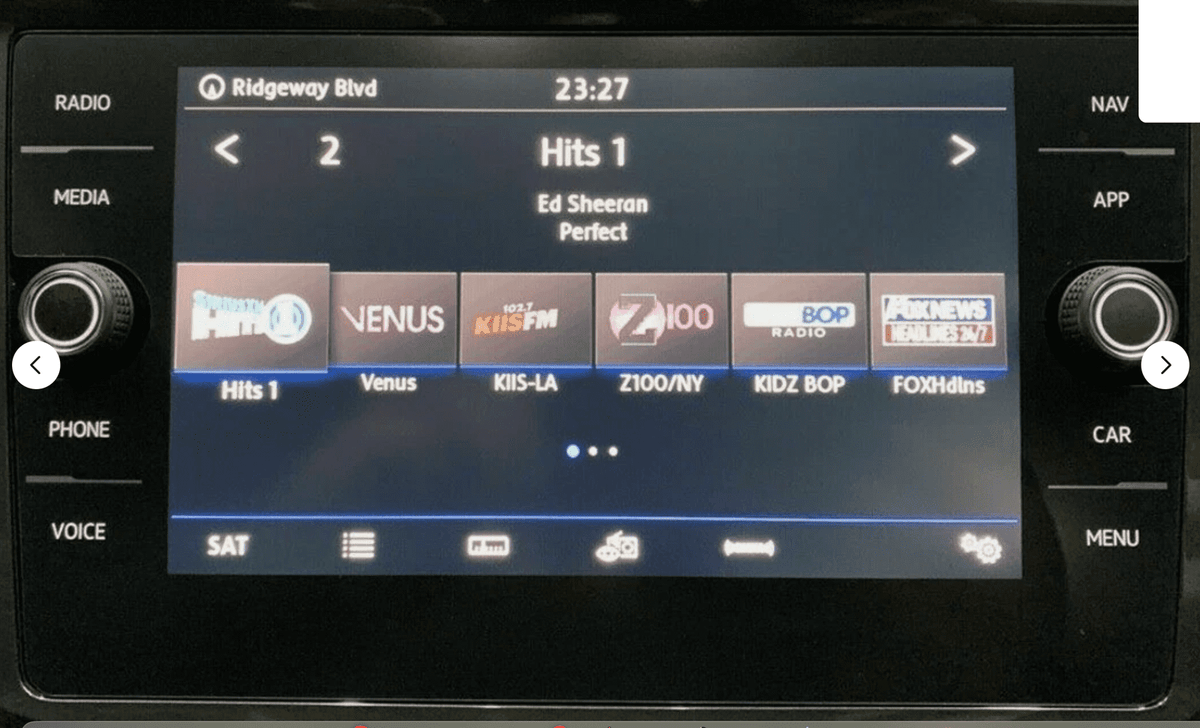 RADIO
MEDIA
PHONE
VOICE
Ridgeway Blvd 23:27
2 Hits 1
Ed Sheeran
Perfect
VENUS
102.7
KIISFM
Z100
BOP
RADIO
FOX NEWS
HEADLINES 24/7
Hits 1 Venus KIIS-LA Z100/NY KIDZ BOP FOXHdlns
SAT
NAV
APP
CAR
MENU